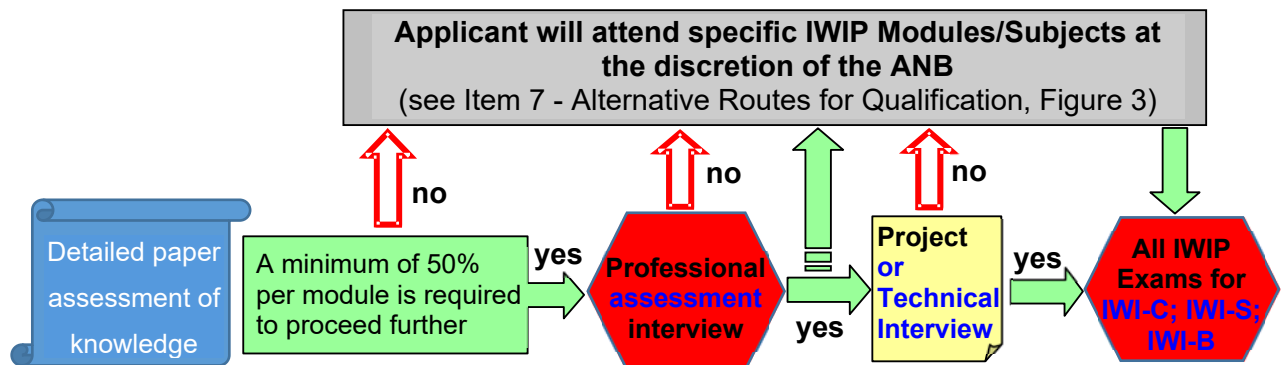 Applicant will attend specific IWIP Modules/Subjects at
the discretion of the ANB
(see Item 7 - Alternative Routes for Qualification, Figure 3)
no
no
no
Detailed paper
assessment of
knowledge
A minimum of 50%
per module is required
to proceed further
yes
Professional
assessment
interview
yes
Project
or
Technical
Interview
yes
All IWIP
Exams for
IWI-C; IWI-S;
IWI-B